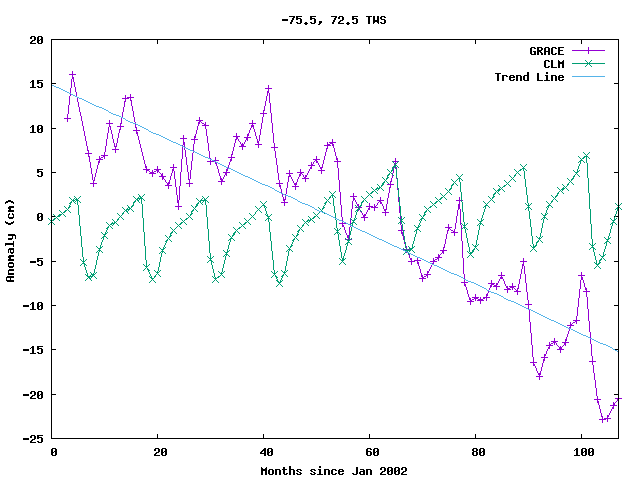 -75.5, 72.5 TWS
GRACE
CLM
Trend Line
20
15
10
5
0
-5
-10
-15
-20
-25
Anomaly (cm)
0 20 40 60 80 100
Months since Jan 2002